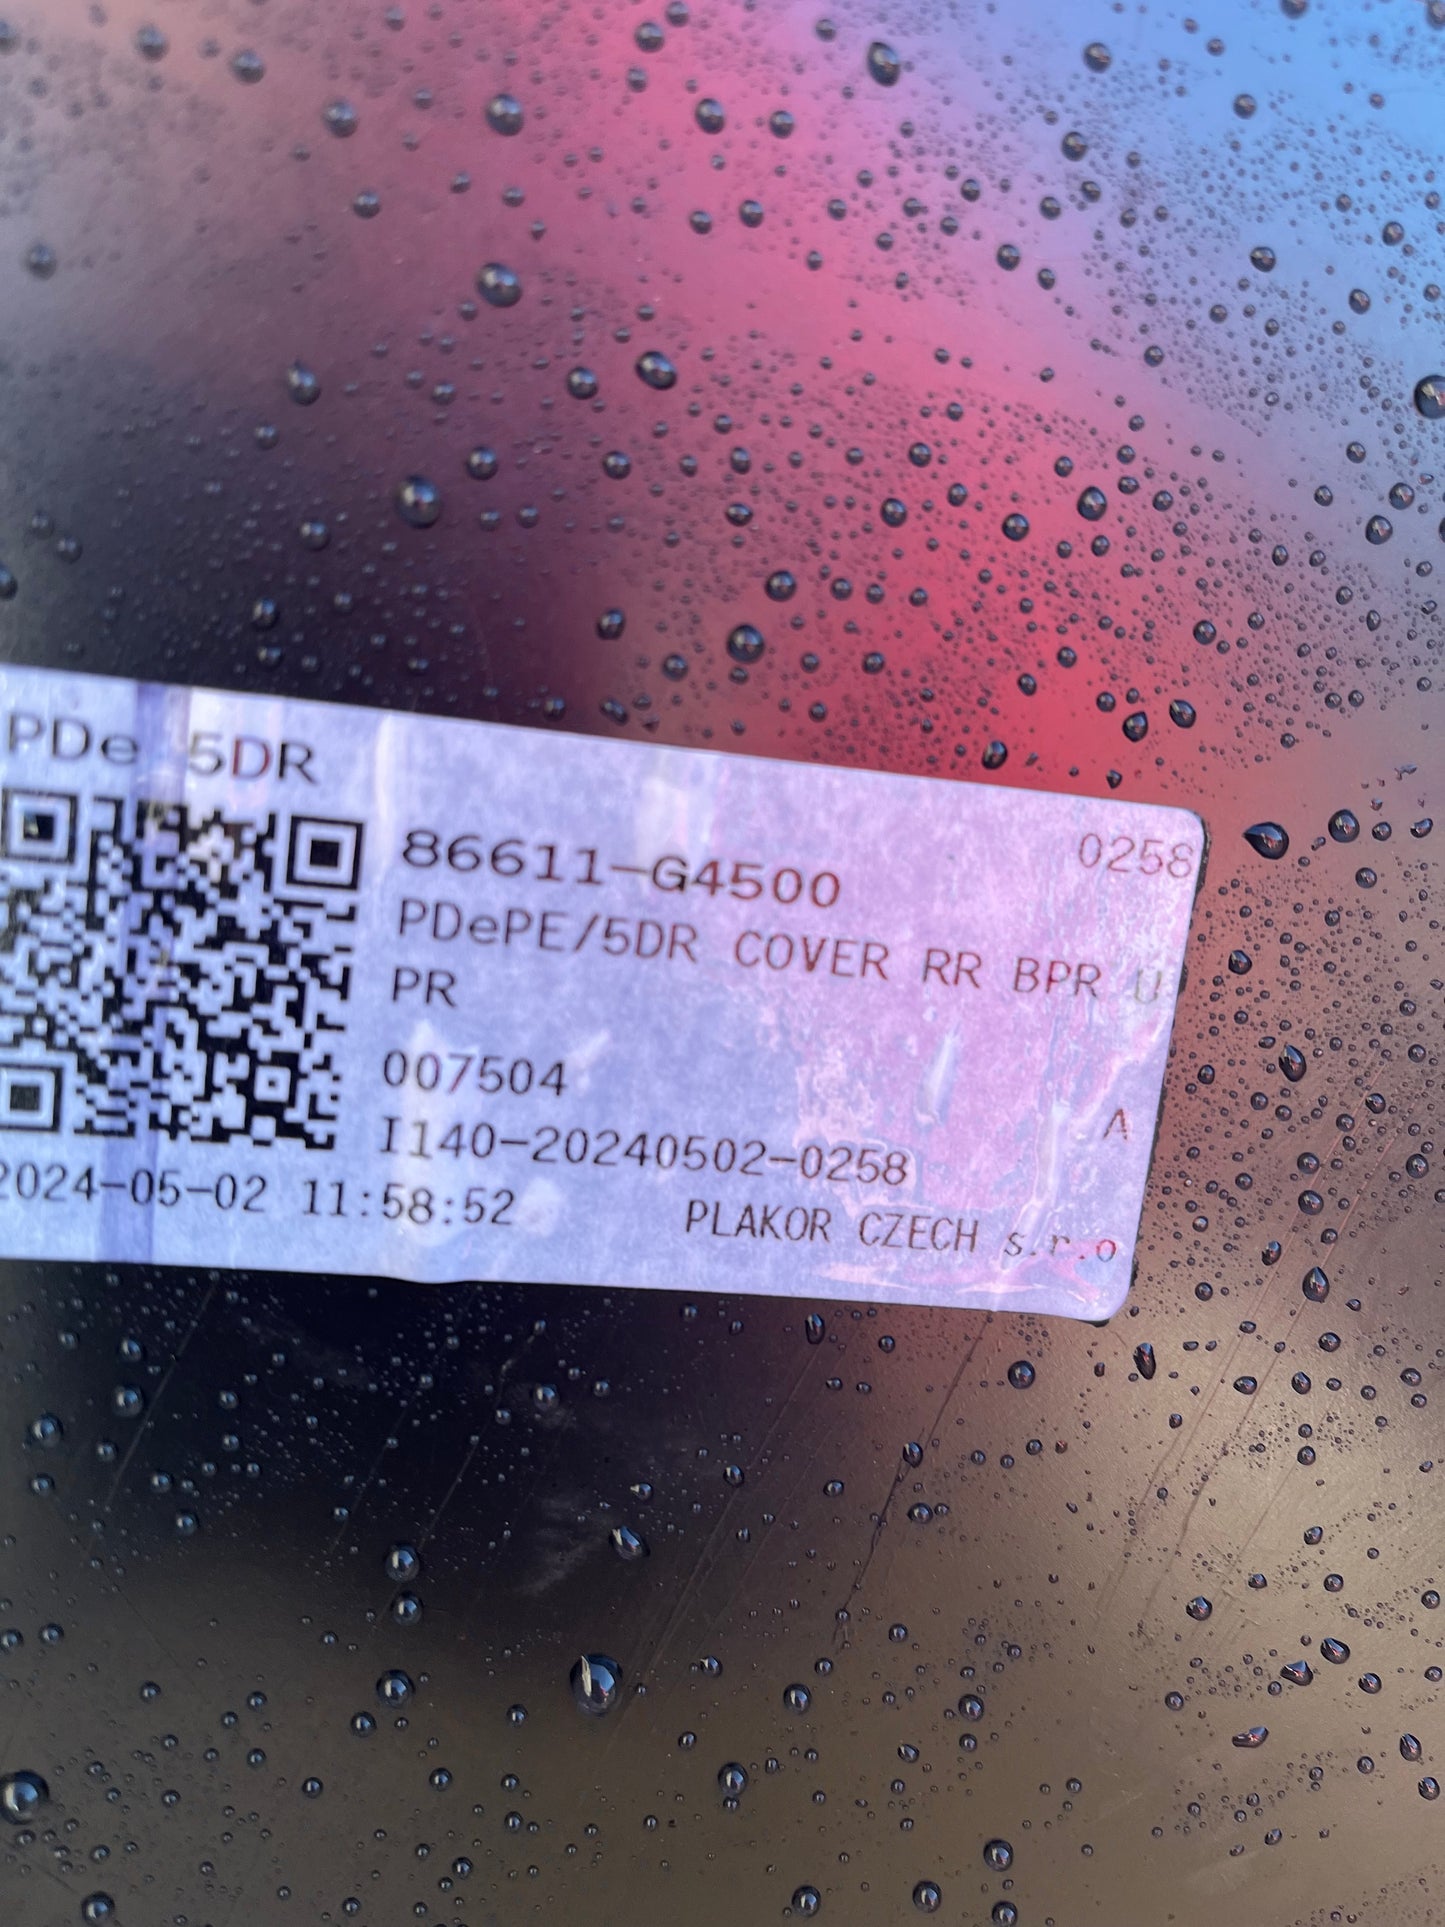 PDe 5DR
0258
86611-G4500
PDePE/5DR COVER RR BPR U
PR
007504
A
I140-20240502-0258
2024-05-02 11:58:52
PLAKOR CZECH s.r.o